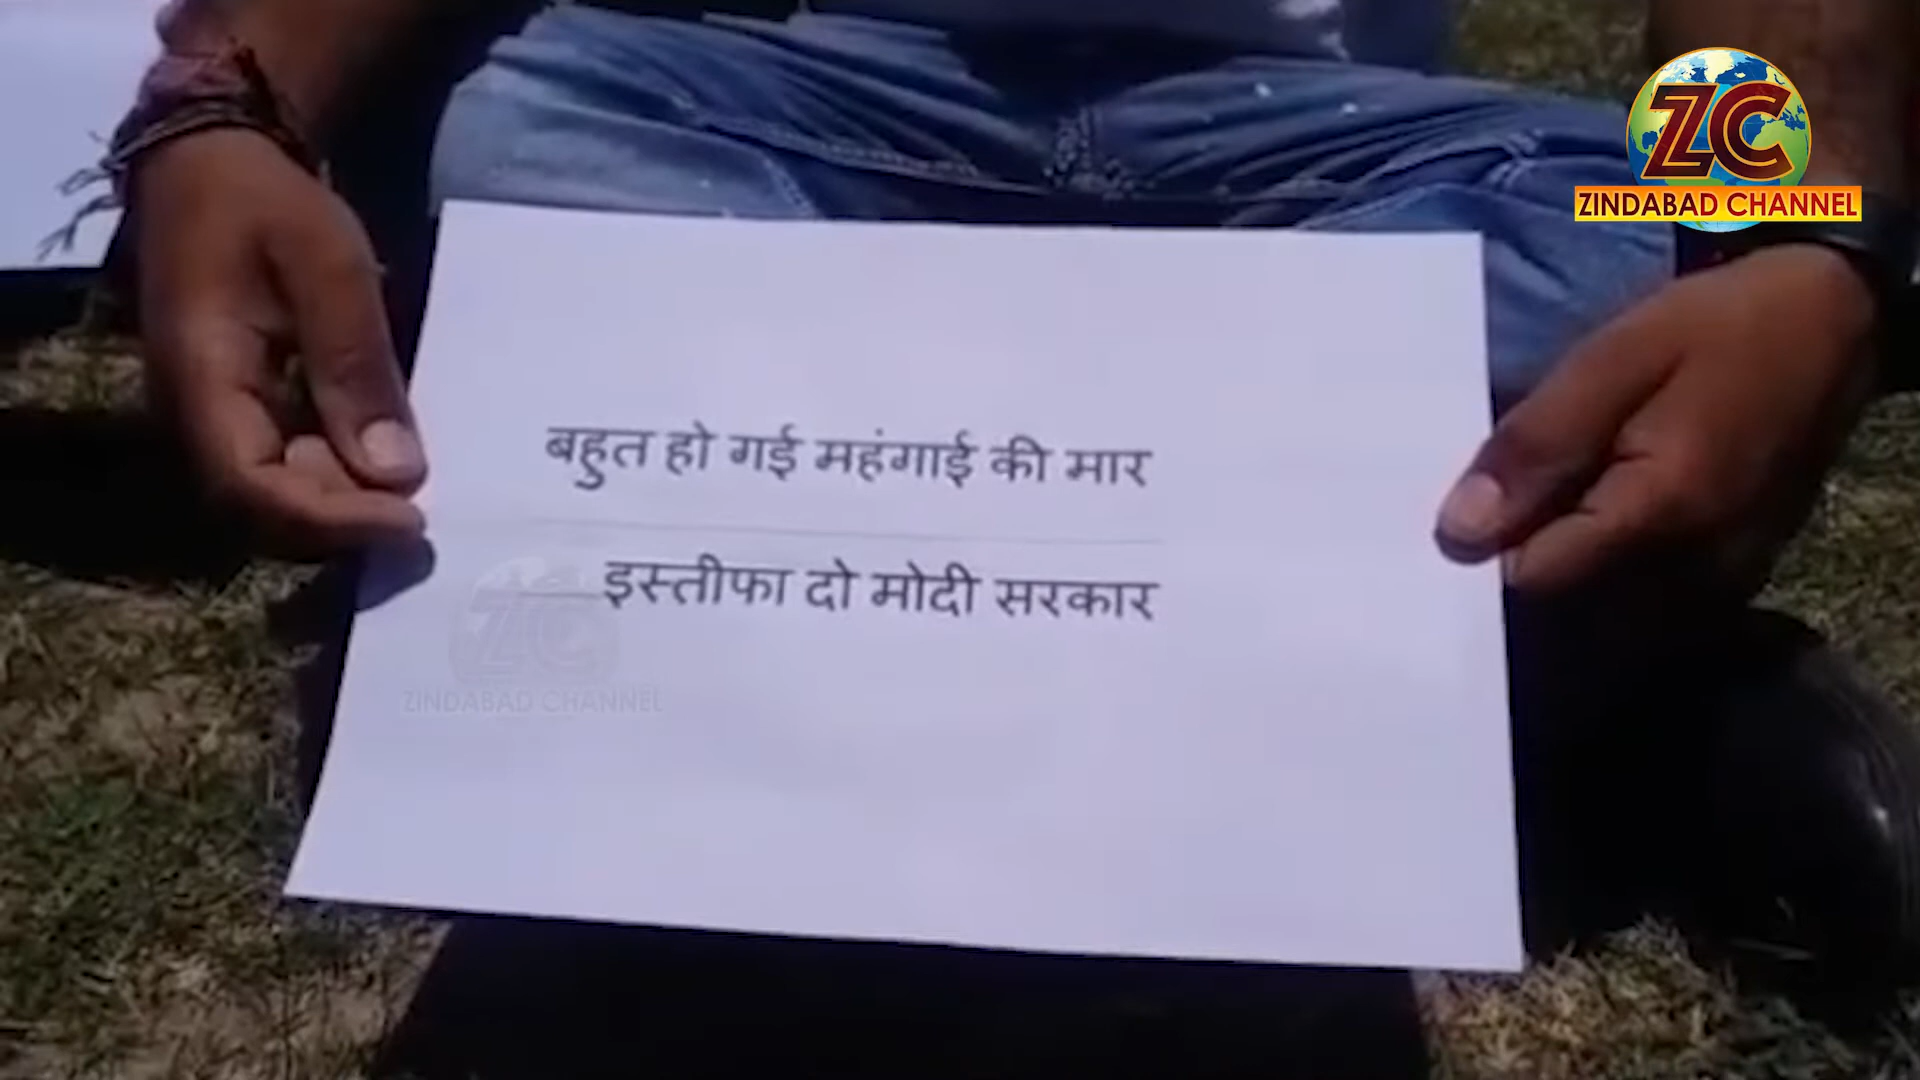 ZC
ZINDABAD CHANNEL
बहुत हो गई महंगाई की मार
इस्तीफा दो मोदी सरकार
ZC
ZINDABAD CHANNEL